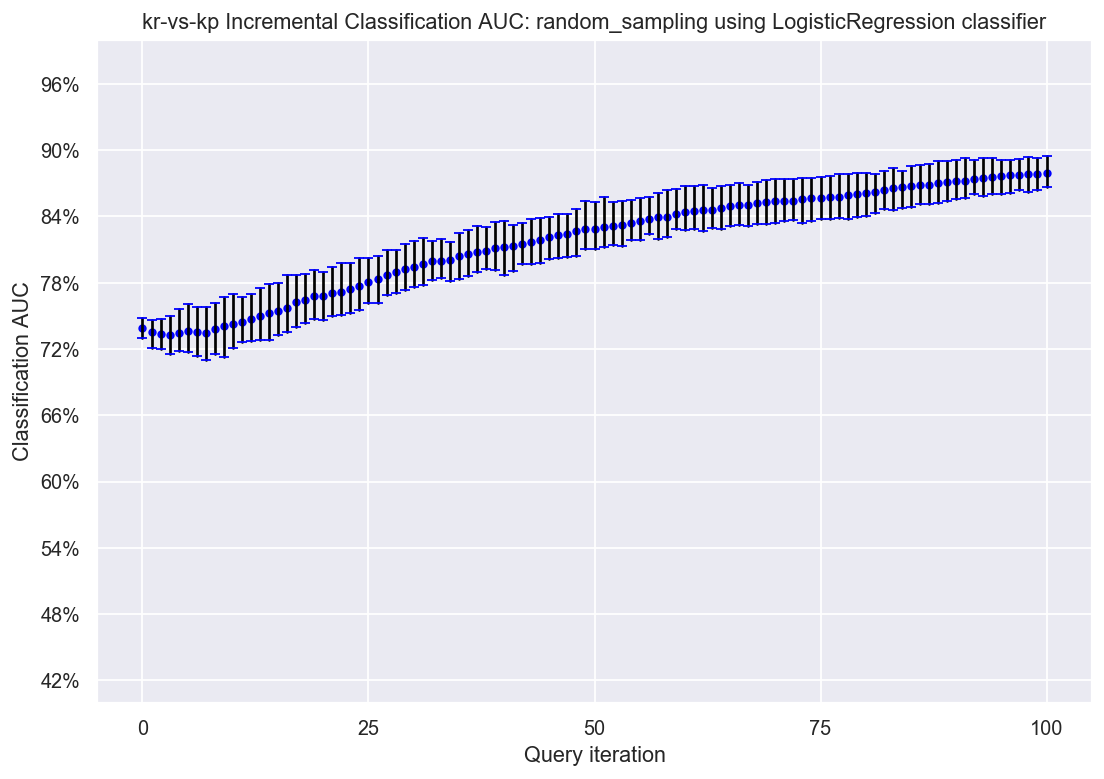 kr-vs-kp Incremental Classification AUC: random_sampling using LogisticRegression classifier
96%
90%
84%
78%
72%
66%
60%
54%
48%
42%
Classification AUC
0 25 50 75 100
Query iteration